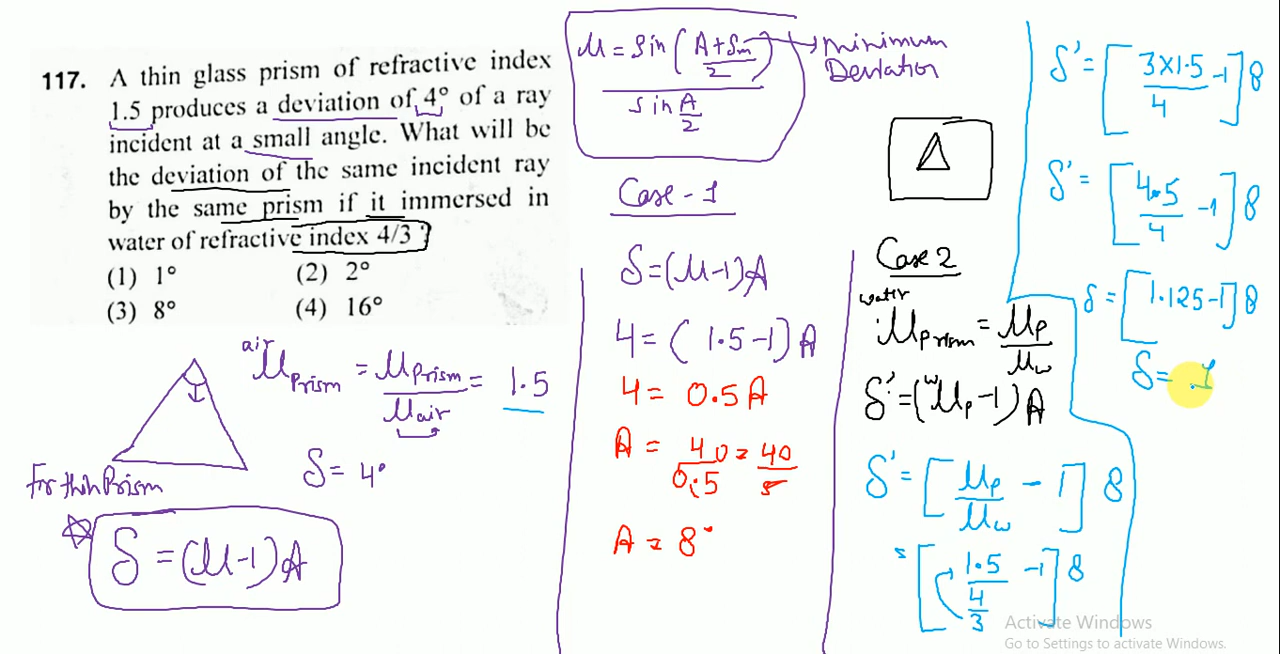 117. A thin glass prism of refractive index
1.5 produces a deviation of 4° of a ray
incident at a small angle. What will be
the deviation of the same incident ray
by the same prism if it immersed in
water of refractive index 4/3?
(1) 1° (2) 2°
(3) 8° (4) 16°
air μPrism = μPrism / μair = 1.5
δ = 4°
For thin Prism
δ = (μ-1)A
μ = sin(A+δm / 2) / sin A/2 → minimum
Deviation
Case - 1
δ = (μ-1)A
4 = (1.5-1)A
4 = 0.5A
A = 40 / 0.5 = 40 / 5
A = 8°
Case 2
water μPrism = μP / μw
δ' = (wμP-1)A
δ' = [μP / μw - 1] 8
= [1.5 / 4/3 -1] 8
δ' = [3×1.5 / 4 -1] 8
δ' = [4.5 / 4 -1] 8
δ = [1.125-1] 8
δ = .1
Activate Windows
Go to Settings to activate Windows.